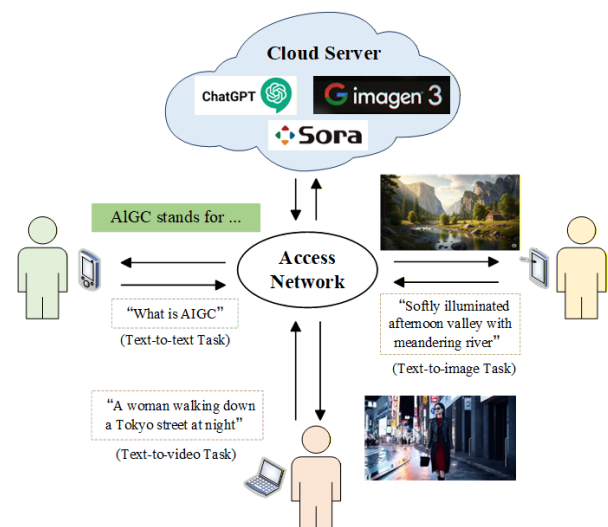 Cloud Server
ChatGPT
Google imagen 3
Sora
AIGC stands for ...
Access
Network
“What is AIGC”
(Text-to-text Task)
“Softly illuminated
afternoon valley with
meandering river”
(Text-to-image Task)
“A woman walking down
a Tokyo street at night”
(Text-to-video Task)